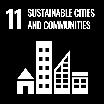 11 SUSTAINABLE CITIES
AND COMMUNITIES